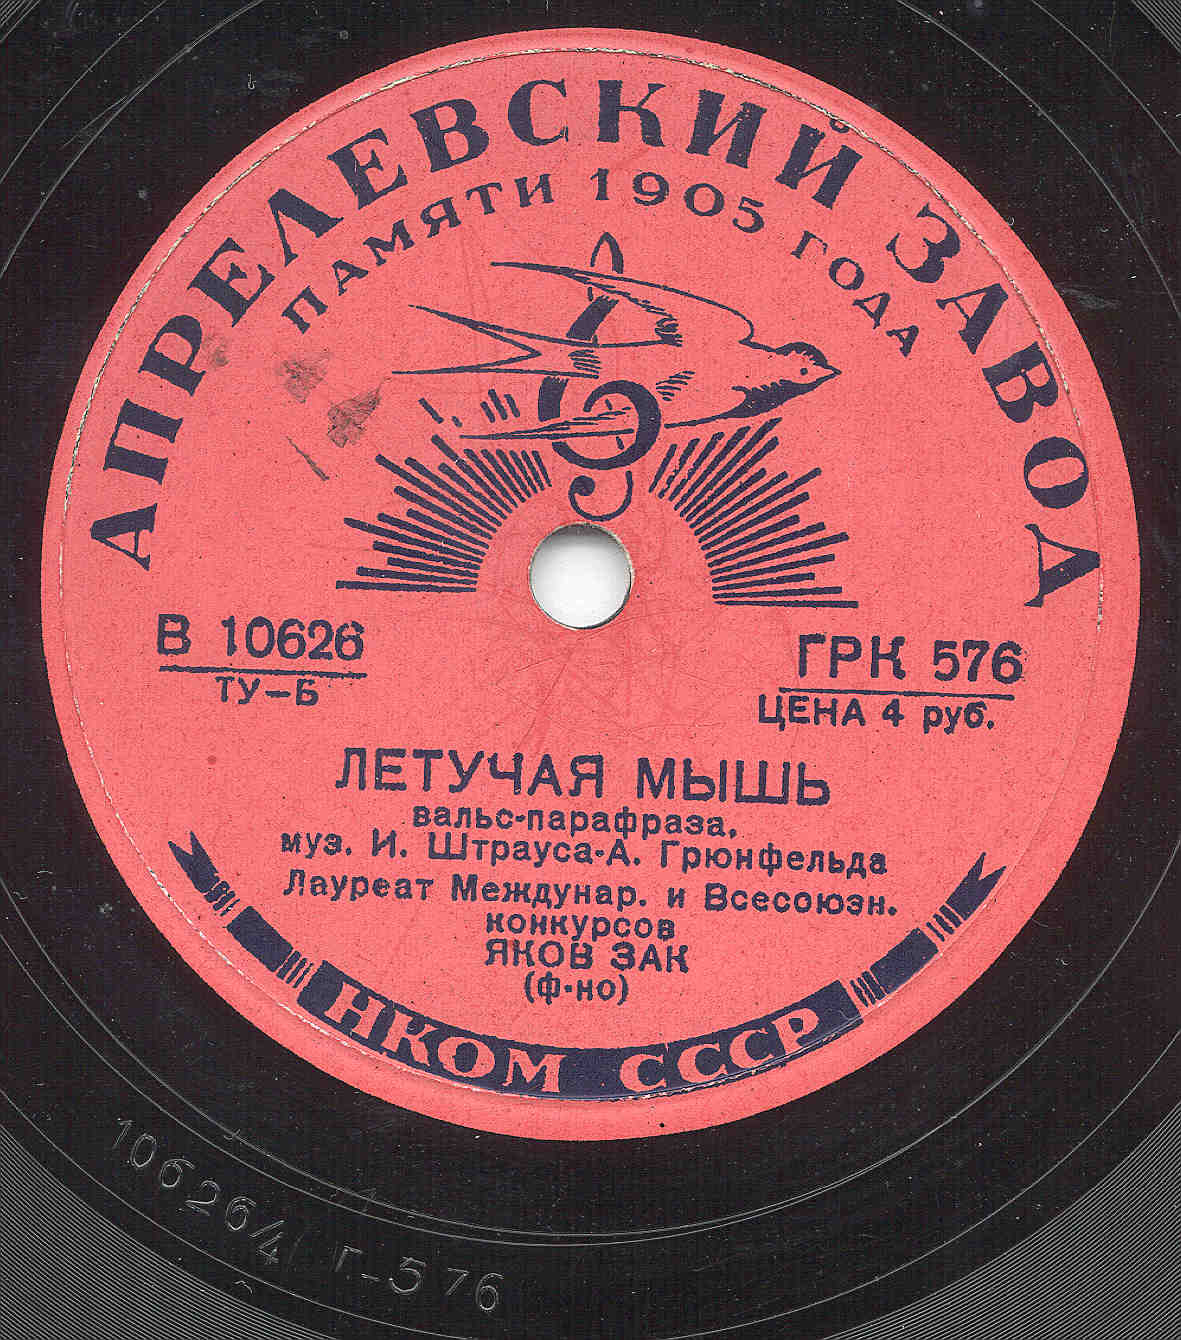 АПРЕЛЕВСКИЙ ЗАВОД
ПАМЯТИ 1905 ГОДА
В 10626
ТУ-Б
ГРК 576
ЦЕНА 4 руб.
ЛЕТУЧАЯ МЫШЬ
вальс-парафраза.
муз. И. Штрауса-А. Грюнфельда
Лауреат Междунар. и Всесоюзн.
конкурсов
ЯКОВ ЗАК
(ф-но)
НКОМ СССР
10626/4 Г-576